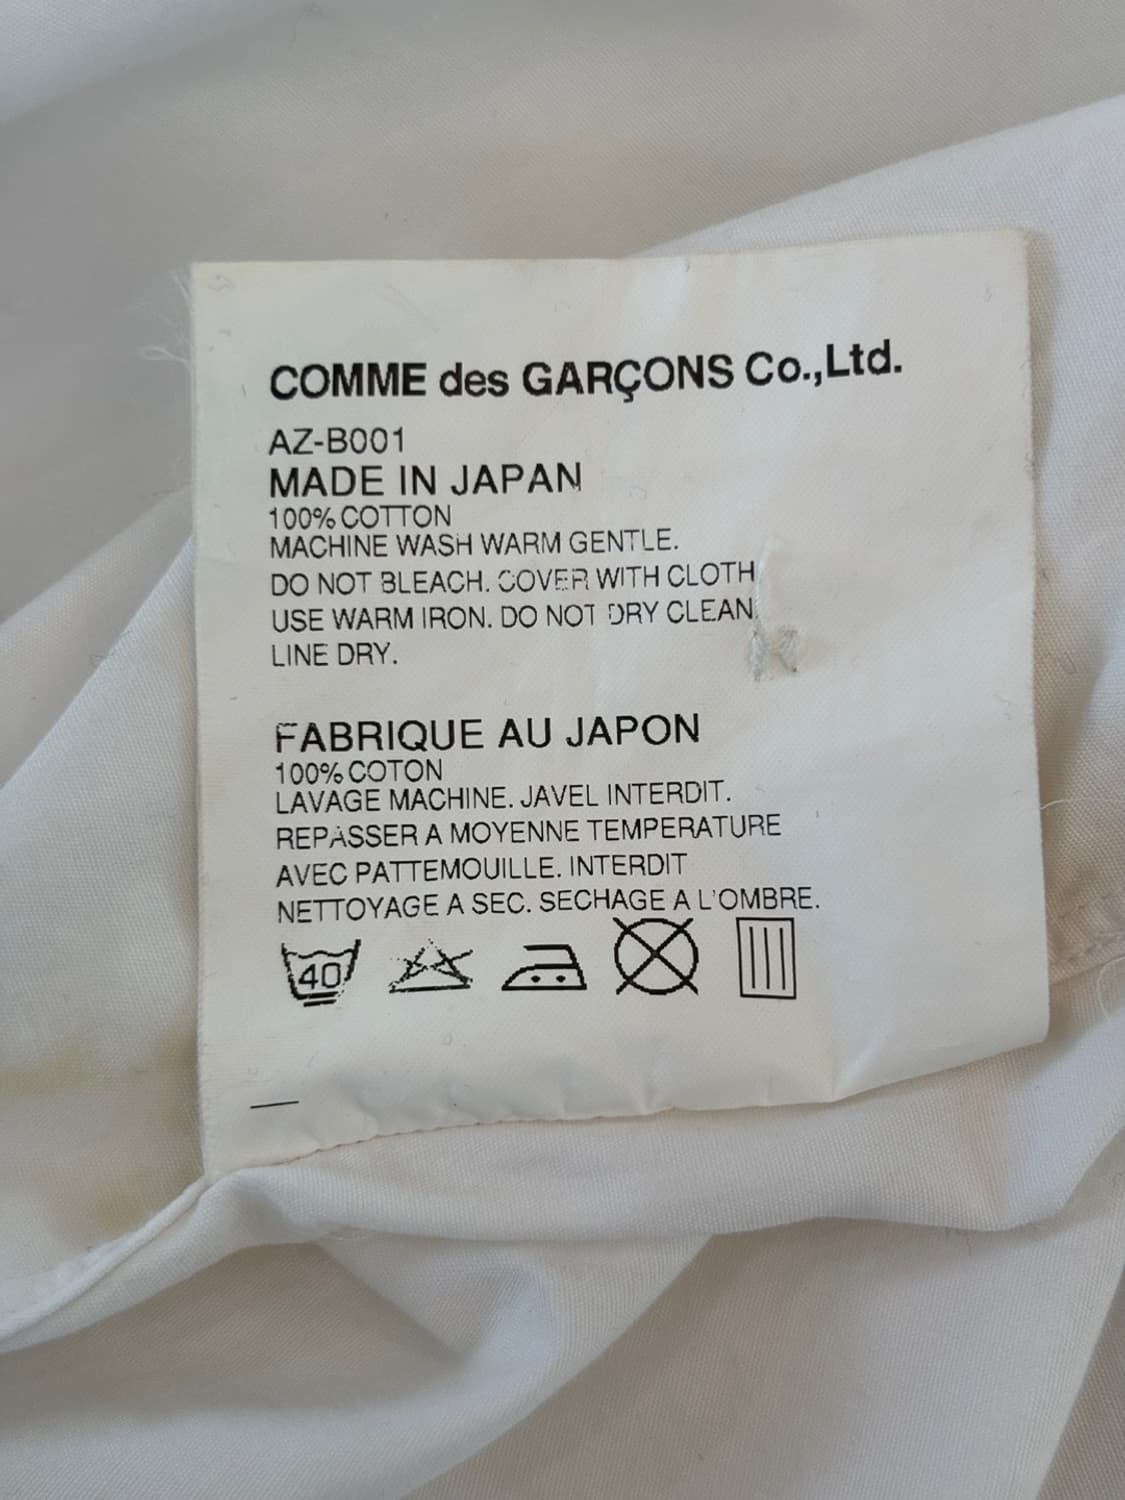 COMME des GARÇONS Co.,Ltd.
AZ-B001
MADE IN JAPAN
100% COTTON
MACHINE WASH WARM GENTLE.
DO NOT BLEACH. COVER WITH CLOTH
USE WARM IRON. DO NOT DRY CLEAN.
LINE DRY.
FABRIQUE AU JAPON
100% COTON
LAVAGE MACHINE. JAVEL INTERDIT.
REPASSER A MOYENNE TEMPERATURE
AVEC PATTEMOUILLE. INTERDIT
NETTOYAGE A SEC. SECHAGE A L'OMBRE.
40